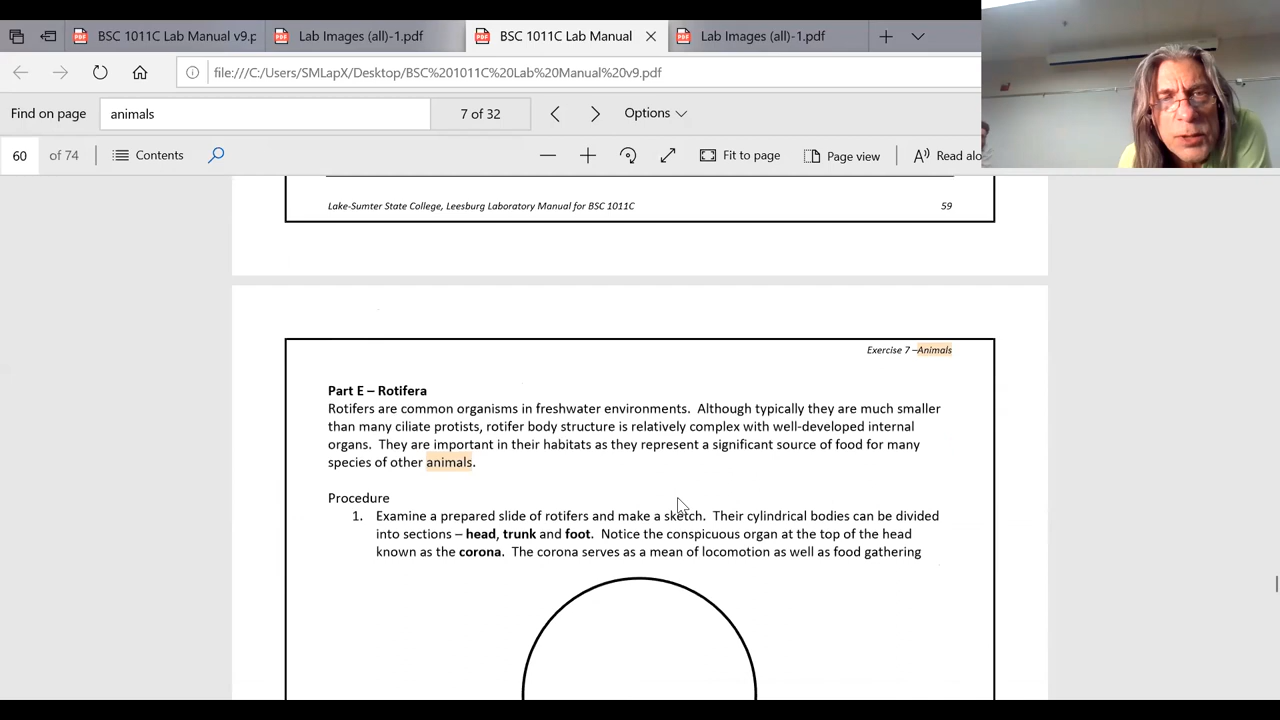 BSC 1011C Lab Manual v9.p
Lab Images (all)-1.pdf
BSC 1011C Lab Manual
Lab Images (all)-1.pdf
file:///C:/Users/SMLapX/Desktop/BSC%201011C%20Lab%20Manual%20v9.pdf
Find on page
animals
7 of 32
Options
60
of 74
Contents
Fit to page
Page view
Read alo
Lake-Sumter State College, Leesburg Laboratory Manual for BSC 1011C
59
Exercise 7 –Animals
Part E – Rotifera
Rotifers are common organisms in freshwater environments. Although typically they are much smaller
than many ciliate protists, rotifer body structure is relatively complex with well-developed internal
organs. They are important in their habitats as they represent a significant source of food for many
species of other animals.
Procedure
1. Examine a prepared slide of rotifers and make a sketch. Their cylindrical bodies can be divided
into sections – head, trunk and foot. Notice the conspicuous organ at the top of the head
known as the corona. The corona serves as a mean of locomotion as well as food gathering